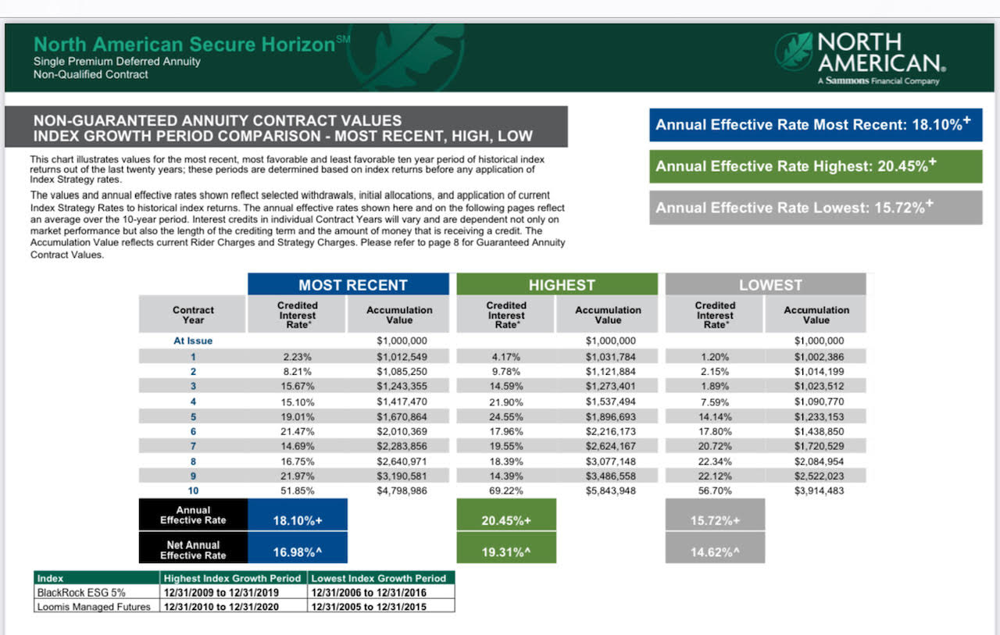 North American Secure Horizon℠
Single Premium Deferred Annuity
Non-Qualified Contract
NORTH
AMERICAN®
A Sammons Financial Company
NON-GUARANTEED ANNUITY CONTRACT VALUES
INDEX GROWTH PERIOD COMPARISON - MOST RECENT, HIGH, LOW
This chart illustrates values for the most recent, most favorable and least favorable ten year period of historical index
returns out of the last twenty years; these periods are determined based on index returns before any application of
Index Strategy rates.
The values and annual effective rates shown reflect selected withdrawals, initial allocations, and application of current
Index Strategy Rates to historical index returns. The annual effective rates shown here and on the following pages reflect
an average over the 10-year period. Interest credits in individual Contract Years will vary and are dependent not only on
market performance but also the length of the crediting term and the amount of money that is receiving a credit. The
Accumulation Value reflects current Rider Charges and Strategy Charges. Please refer to page 8 for Guaranteed Annuity
Contract Values.
Annual Effective Rate Most Recent: 18.10%+
Annual Effective Rate Highest: 20.45%+
Annual Effective Rate Lowest: 15.72%+
MOST RECENT HIGHEST LOWEST
Contract Credited Accumulation Credited Accumulation Credited Accumulation
Year Interest Value Interest Value Interest Value
Rate* Rate* Rate*
At Issue $1,000,000 $1,000,000 $1,000,000
1 2.23% $1,012,549 4.17% $1,031,784 1.20% $1,002,386
2 8.21% $1,085,250 9.78% $1,121,884 2.15% $1,014,199
3 15.67% $1,243,355 14.59% $1,273,401 1.89% $1,023,512
4 15.10% $1,417,470 21.90% $1,537,494 7.59% $1,090,770
5 19.01% $1,670,864 24.55% $1,896,693 14.14% $1,233,153
6 21.47% $2,010,369 17.96% $2,216,173 17.80% $1,438,850
7 14.69% $2,283,856 19.55% $2,624,167 20.72% $1,720,529
8 16.75% $2,640,971 18.39% $3,077,148 22.34% $2,084,954
9 21.97% $3,190,581 14.39% $3,486,558 22.12% $2,522,023
10 51.85% $4,798,986 69.22% $5,843,948 56.70% $3,914,483
Annual
Effective Rate 18.10%+ 20.45%+ 15.72%+
Net Annual
Effective Rate 16.98%^ 19.31%^ 14.62%^
Index Highest Index Growth Period Lowest Index Growth Period
BlackRock ESG 5% 12/31/2009 to 12/31/2019 12/31/2006 to 12/31/2016
Loomis Managed Futures 12/31/2010 to 12/31/2020 12/31/2005 to 12/31/2015